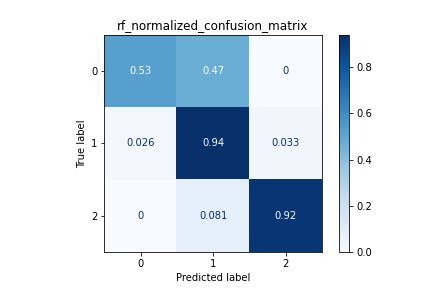 rf_normalized_confusion_matrix
0 0.53 0.47 0 0.8
0.6
True label 1 0.026 0.94 0.033
0.4
2 0 0.081 0.92 0.2
0.0
0 1 2
Predicted label